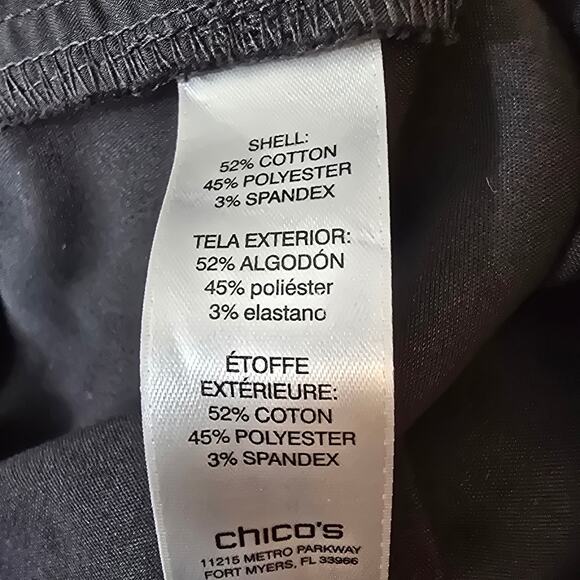 SHELL:
52% COTTON
45% POLYESTER
3% SPANDEX
TELA EXTERIOR:
52% ALGODÓN
45% poliéster
3% elastano
ÉTOFFE
EXTÉRIEURE:
52% COTON
45% POLYESTER
3% SPANDEX
chico's
11215 METRO PARKWAY
FORT MYERS, FL 33966